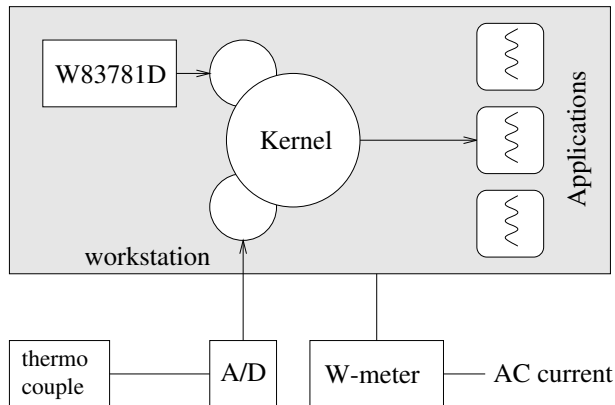 W83781D
Kernel
Applications
workstation
thermo
couple
A/D
W-meter
AC current